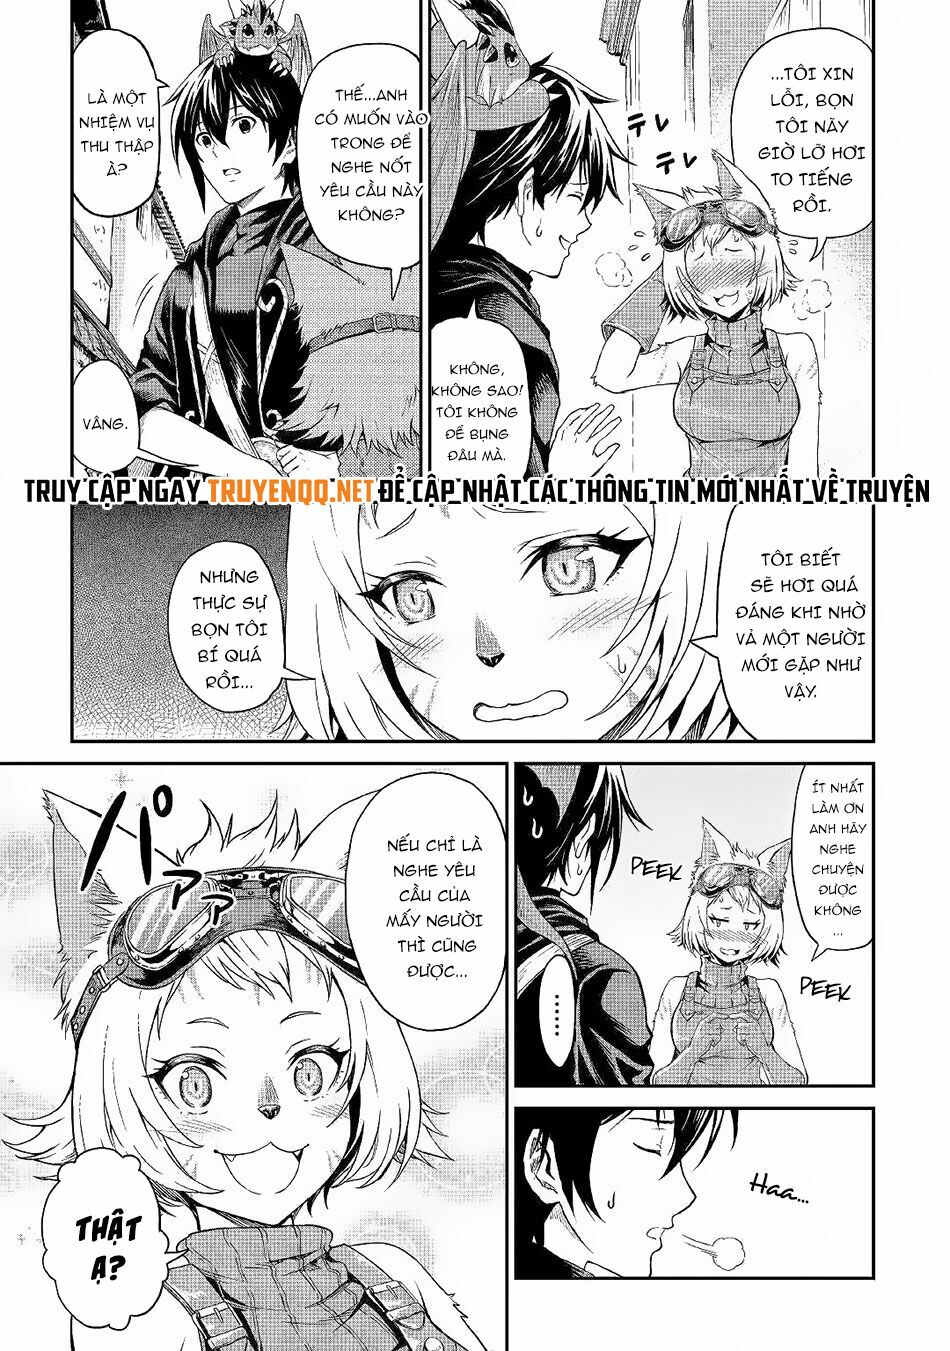 ...TÔI XIN
LỖI, BỌN
TÔI NÃY
GIỜ LỠ HƠI
TO TIẾNG
RỒI.
テレ
テレ
KHÔNG,
KHÔNG SAO!
TÔI KHÔNG
ĐỂ BỤNG
ĐÂU MÀ.
THẾ...ANH
CÓ MUỐN VÀO
TRONG ĐỂ
NGHE NỐT
YÊU CẦU NÀY
KHÔNG?
LÀ MỘT
NHIỆM VỤ
THU THẬP
À?
VÂNG.
TRUY CẬP NGAY TRUYENQQ.NET ĐỂ CẬP NHẬT CÁC THÔNG TIN MỚI NHẤT VỀ TRUYỆN
TÔI BIẾT
SẼ HƠI QUÁ
ĐÁNG KHI NHỜ
VẢ MỘT NGƯỜI
MỚI GẶP NHƯ
VẬY.
NHƯNG
THỰC SỰ
BỌN TÔI
BÍ QUÁ
RỒI...
ÍT NHẤT
LÀM ƠN
ANH HÃY
NGHE
CHUYỆN
ĐƯỢC
KHÔNG
...
PEEK
PEEK
.......
Haa...
NẾU CHỈ LÀ
NGHE YÊU
CẦU CỦA
MẤY NGƯỜI
THÌ CŨNG
ĐƯỢC...
パアア
THẬT
Ạ?